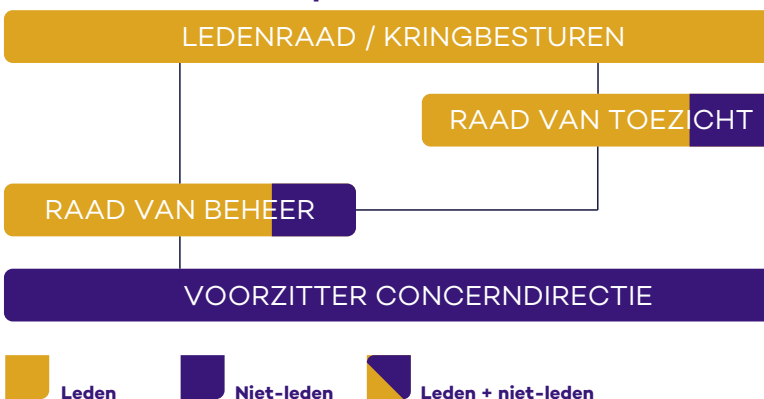 LEDENRAAD / KRINGBESTUREN
RAAD VAN TOEZICHT
RAAD VAN BEHEER
VOORZITTER CONCERNDIRECTIE
Leden
Niet-leden
Leden + niet-leden